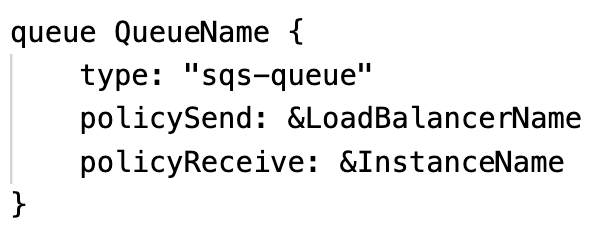 queue QueueName {
    type: "sqs-queue"
    policySend: &LoadBalancerName
    policyReceive: &InstanceName
}